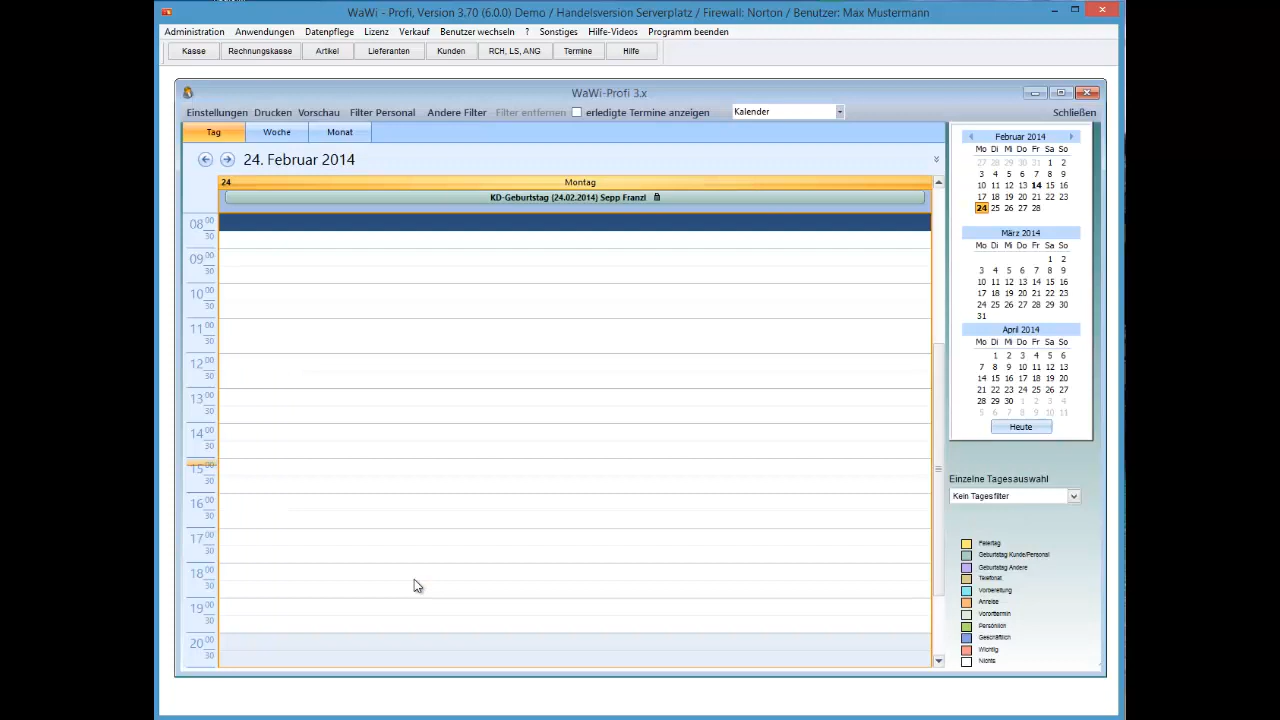 WaWi - Profi, Version 3.70 (6.0.0) Demo / Handelsversion Serverplatz / Firewall: Norton / Benutzer: Max Mustermann
Administration Anwendungen Datenpflege Lizenz Verkauf Benutzer wechseln ? Sonstiges Hilfe-Videos Programm beenden
Kasse Rechnungskasse Artikel Lieferanten Kunden RCH, LS, ANG Termine Hilfe
WaWi-Profi 3.x
Einstellungen Drucken Vorschau Filter Personal Andere Filter Filter entfernen erledigte Termine anzeigen Kalender Schließen
Tag Woche Monat
24. Februar 2014
24 Montag
KD-Geburtstag (24.02.2014) Sepp Franzl
08 00
30
09 00
30
10 00
30
11 00
30
12 00
30
13 00
30
14 00
30
15 00
30
16 00
30
17 00
30
18 00
30
19 00
30
20 00
30
Februar 2014
Mo Di Mi Do Fr Sa So
27 28 29 30 31 1 2
3 4 5 6 7 8 9
10 11 12 13 14 15 16
17 18 19 20 21 22 23
24 25 26 27 28
März 2014
Mo Di Mi Do Fr Sa So
1 2
3 4 5 6 7 8 9
10 11 12 13 14 15 16
17 18 19 20 21 22 23
24 25 26 27 28 29 30
31
April 2014
Mo Di Mi Do Fr Sa So
1 2 3 4 5 6
7 8 9 10 11 12 13
14 15 16 17 18 19 20
21 22 23 24 25 26 27
28 29 30 1 2 3 4
5 6 7 8 9 10 11
Heute
Einzelne Tagesauswahl
Kein Tagesfilter
Feiertag
Geburtstag Kunde/Personal
Geburtstag Andere
Telefonat
Vorbereitung
Anreise
Vororttermin
Persönlich
Geschäftlich
Wichtig
Nichts